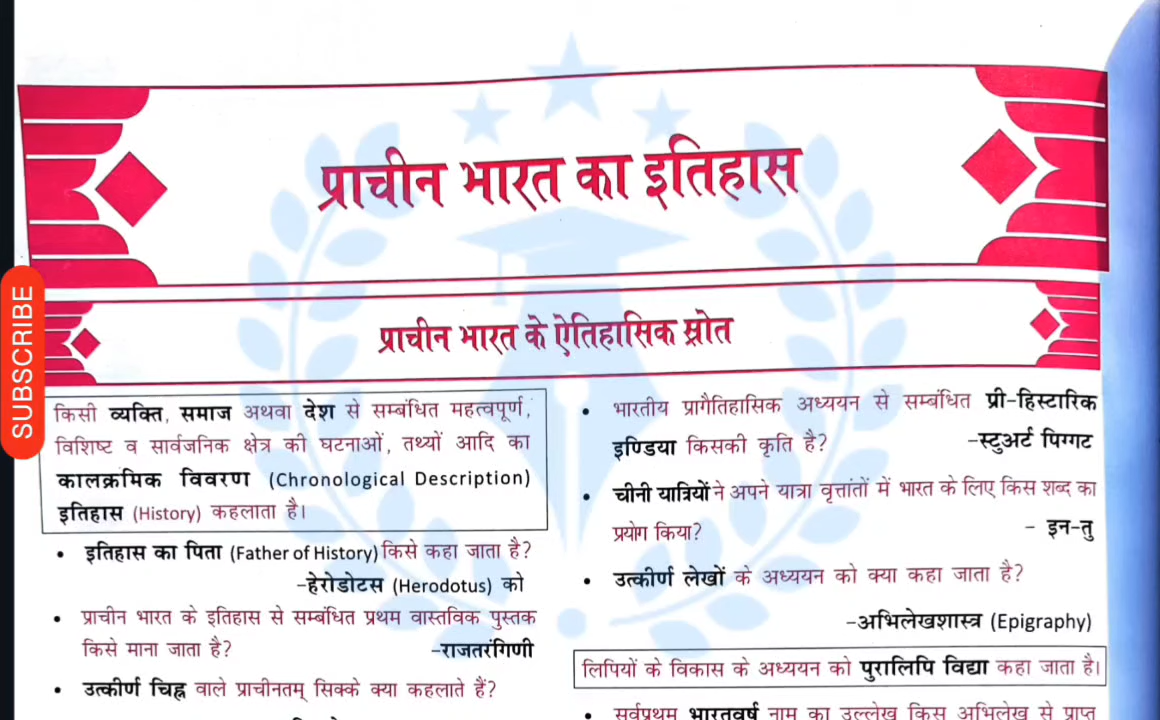 SUBSCRIBE
प्राचीन भारत का इतिहास
प्राचीन भारत के ऐतिहासिक स्रोत
किसी व्यक्ति, समाज अथवा देश से सम्बंधित महत्वपूर्ण,
विशिष्ट व सार्वजनिक क्षेत्र की घटनाओं, तथ्यों आदि का
कालक्रमिक विवरण (Chronological Description)
इतिहास (History) कहलाता है।
• इतिहास का पिता (Father of History) किसे कहा जाता है?
–हेरोडोटस (Herodotus) को
• प्राचीन भारत के इतिहास से सम्बंधित प्रथम वास्तविक पुस्तक
किसे माना जाता है? –राजतरंगिणी
• उत्कीर्ण चिह्न वाले प्राचीनतम् सिक्के क्या कहलाते हैं?
• भारतीय प्रागैतिहासिक अध्ययन से सम्बंधित प्री-हिस्टारिक
इण्डिया किसकी कृति है? –स्टुअर्ट पिग्गट
• चीनी यात्रियों ने अपने यात्रा वृत्तांतों में भारत के लिए किस शब्द का
प्रयोग किया? – इन-तु
• उत्कीर्ण लेखों के अध्ययन को क्या कहा जाता है?
–अभिलेखशास्त्र (Epigraphy)
लिपियों के विकास के अध्ययन को पुरालिपि विद्या कहा जाता है।
• सर्वप्रथम भारतवर्ष नाम का उल्लेख किस अभिलेख से प्राप्त